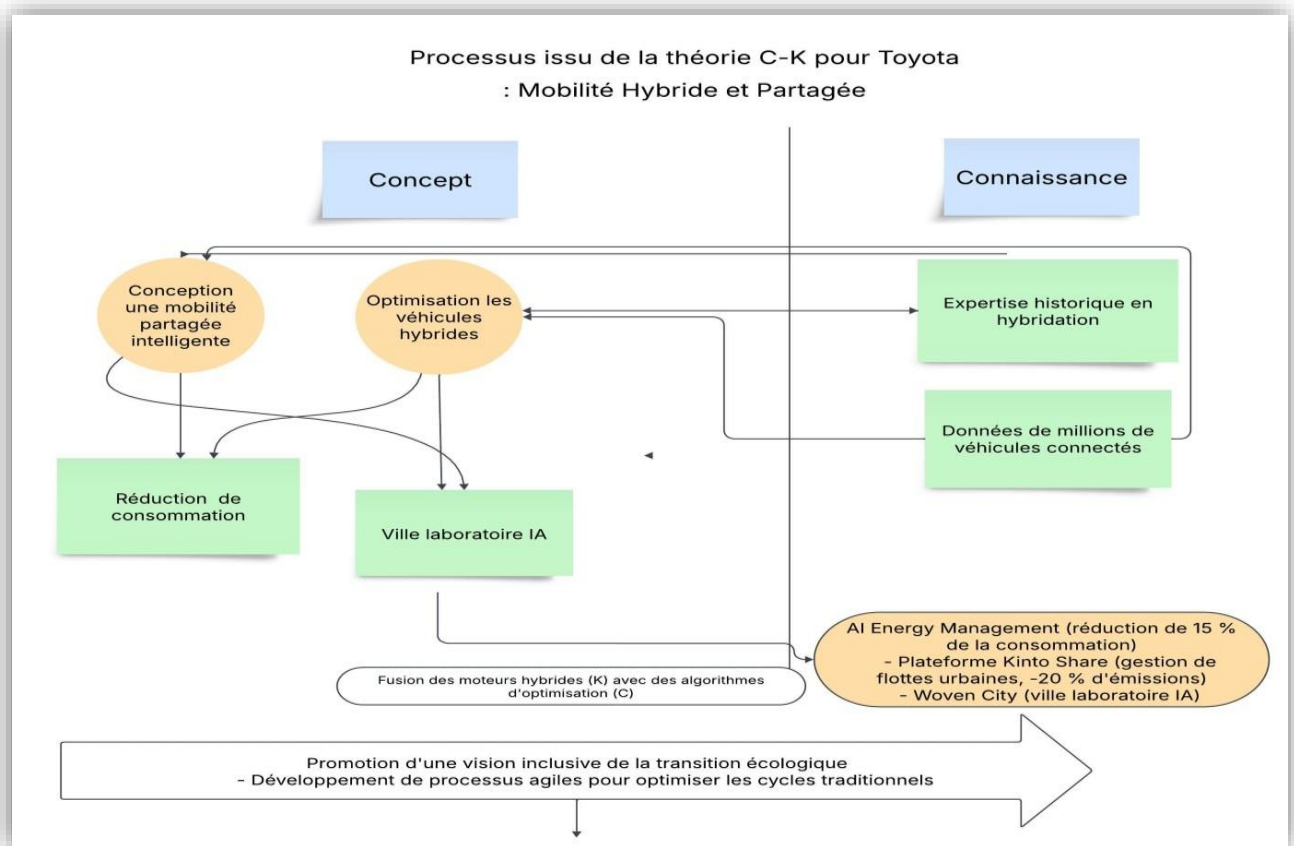 Processus issu de la théorie C-K pour Toyota
: Mobilité Hybride et Partagée
Concept
Connaissance
Conception
une mobilité
partagée
intelligente
Optimisation les
véhicules
hybrides
Expertise historique en
hybridation
Données de millions de
véhicules connectés
Réduction de
consommation
Ville laboratoire IA
AI Energy Management (réduction de 15 %
de la consommation)
- Plateforme Kinto Share (gestion de
flottes urbaines, -20 % d'émissions)
- Woven City (ville laboratoire IA)
Fusion des moteurs hybrides (K) avec des algorithmes
d'optimisation (C)
Promotion d'une vision inclusive de la transition écologique
- Développement de processus agiles pour optimiser les cycles traditionnels